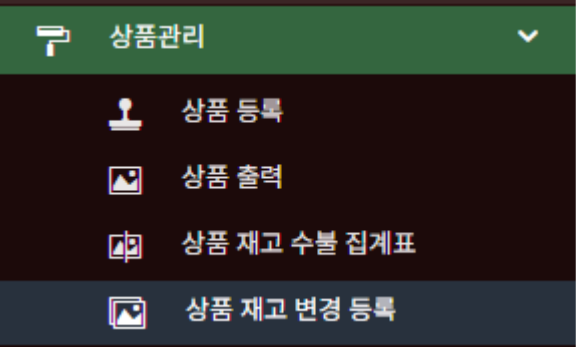 상품관리
상품 등록
상품 출력
상품 재고 수불 집계표
상품 재고 변경 등록